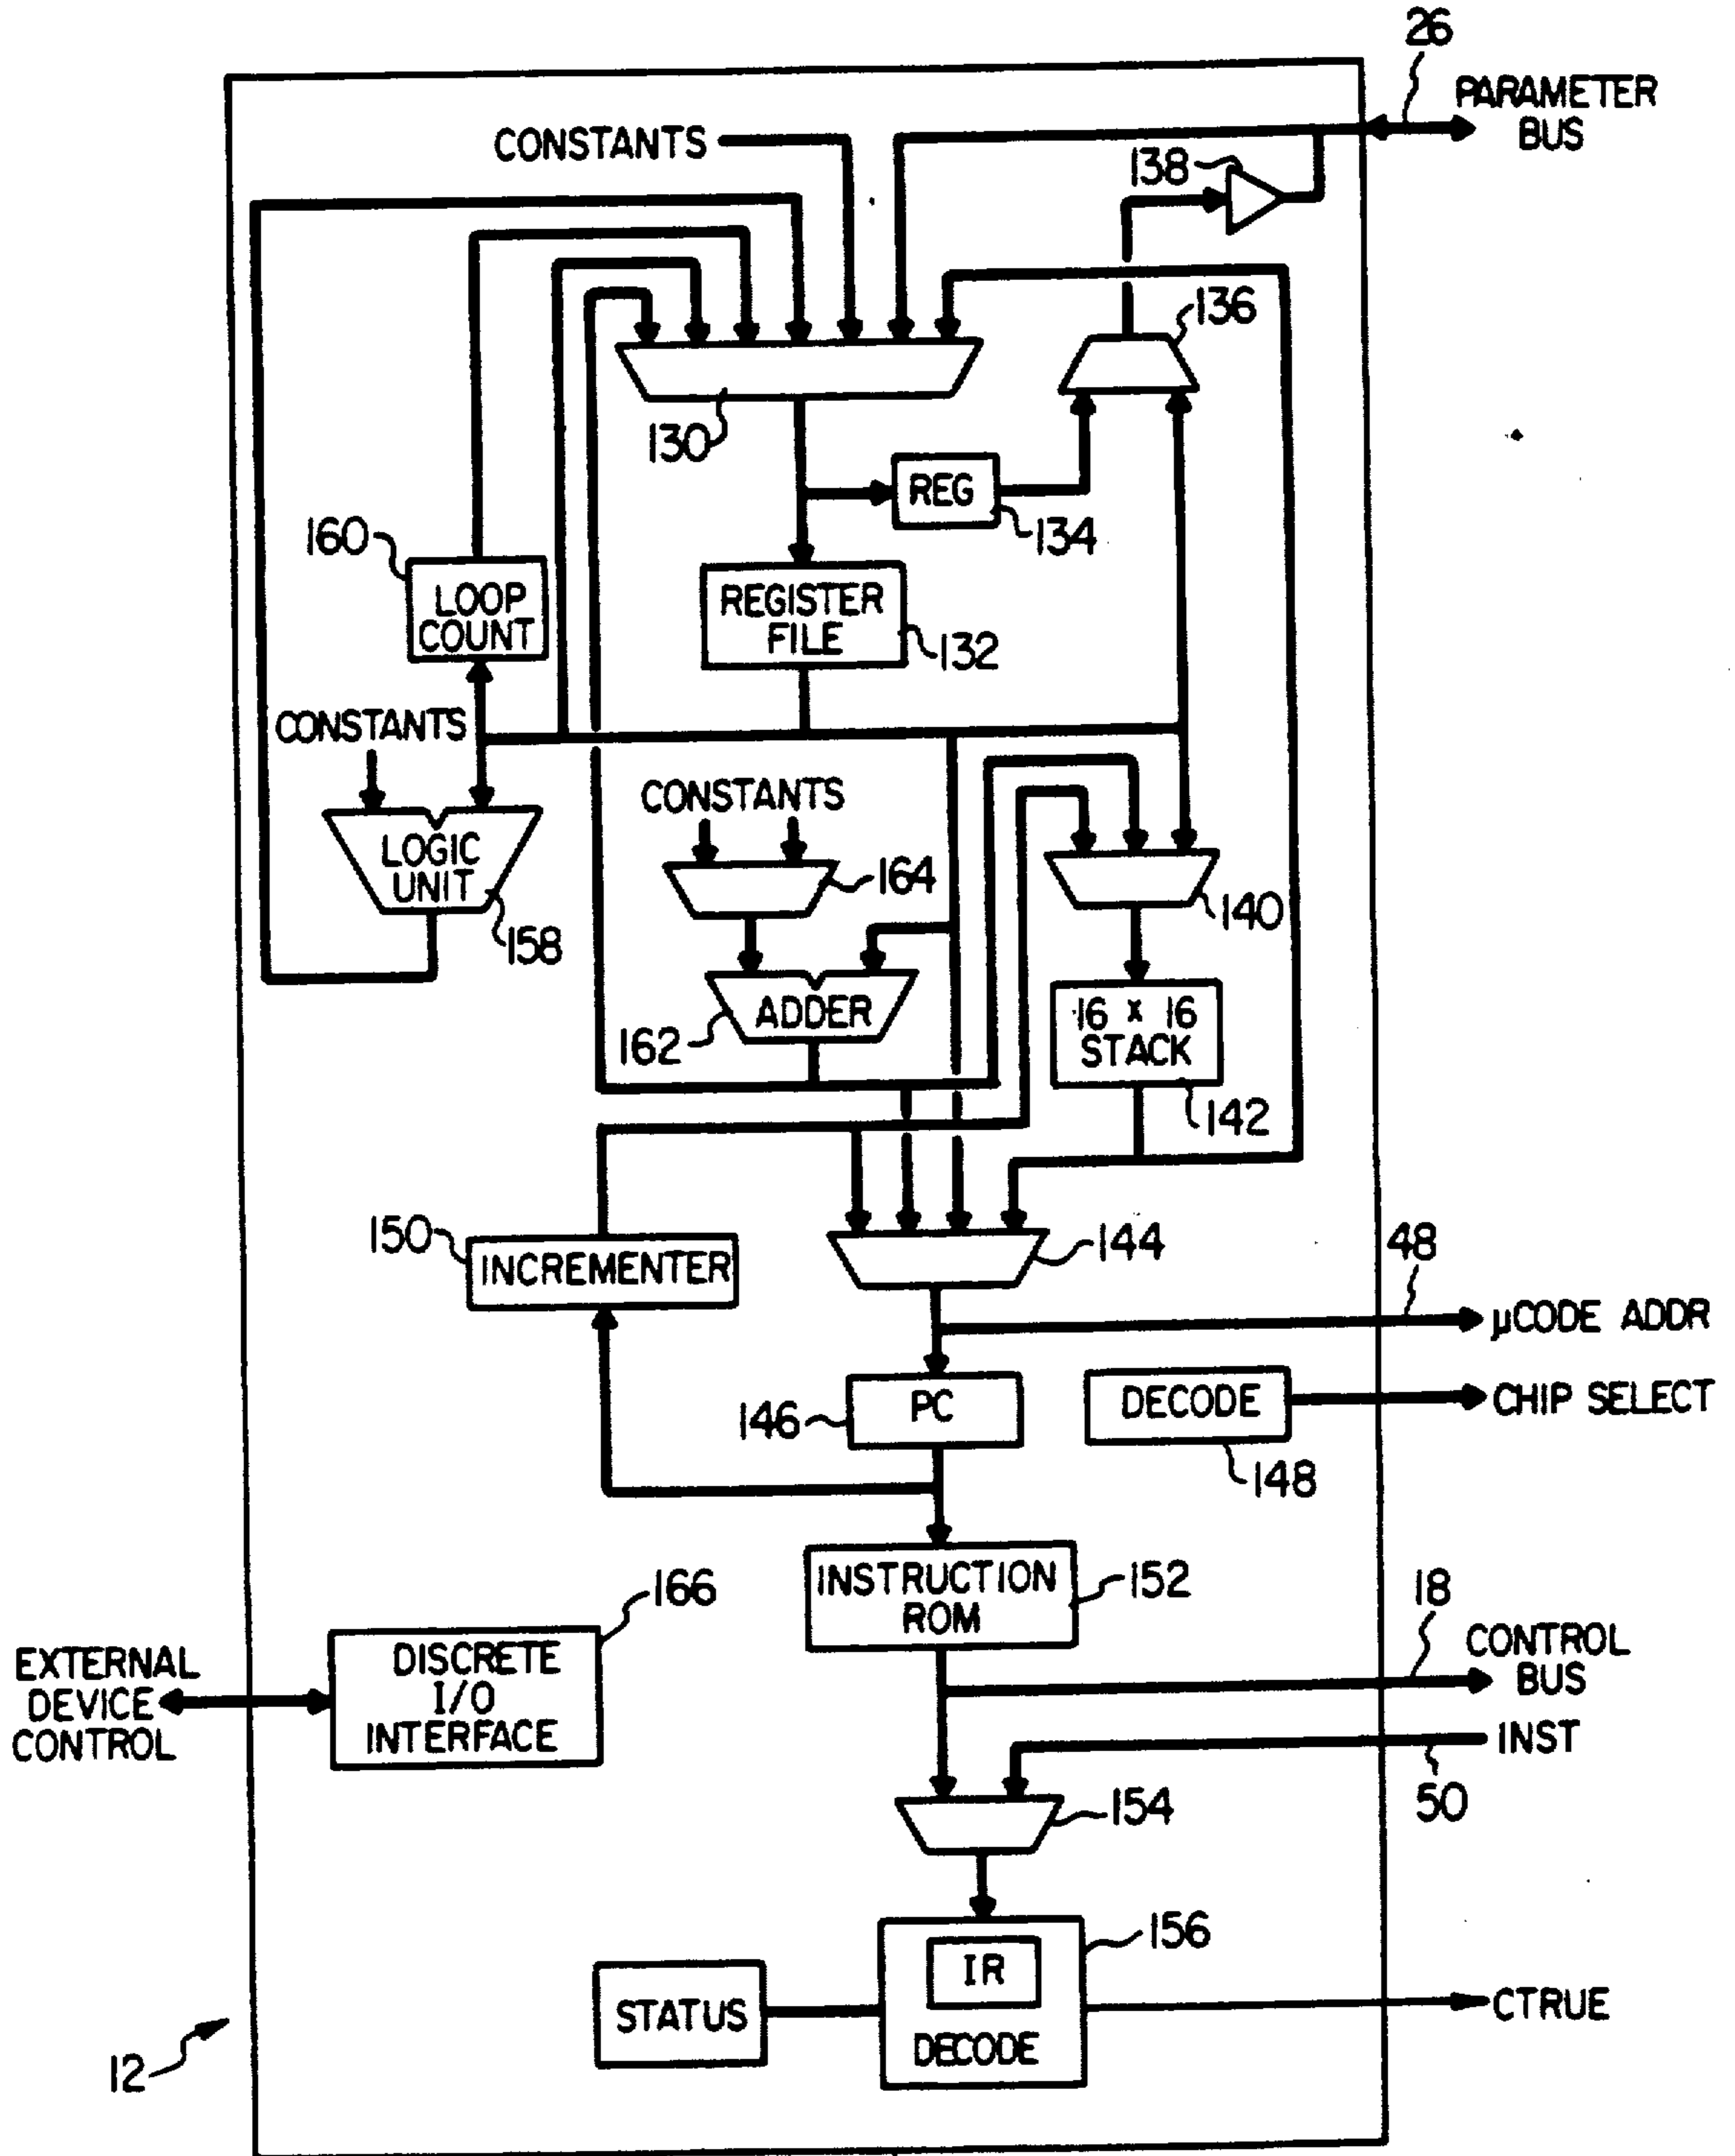 26
PARAMETER
BUS
CONSTANTS
138
136
130
REG
134
160
LOOP
COUNT
REGISTER
FILE
132
CONSTANTS
CONSTANTS
LOGIC
UNIT
158
164
140
ADDER
162
16 x 16
STACK
142
150
INCREMENTER
144
48
μCODE ADDR
PC
146
DECODE
CHIP SELECT
148
INSTRUCTION
ROM
152
166
18
CONTROL
BUS
EXTERNAL
DEVICE
CONTROL
DISCRETE
I/O
INTERFACE
INST
50
154
156
IR
STATUS
DECODE
CTRUE
12